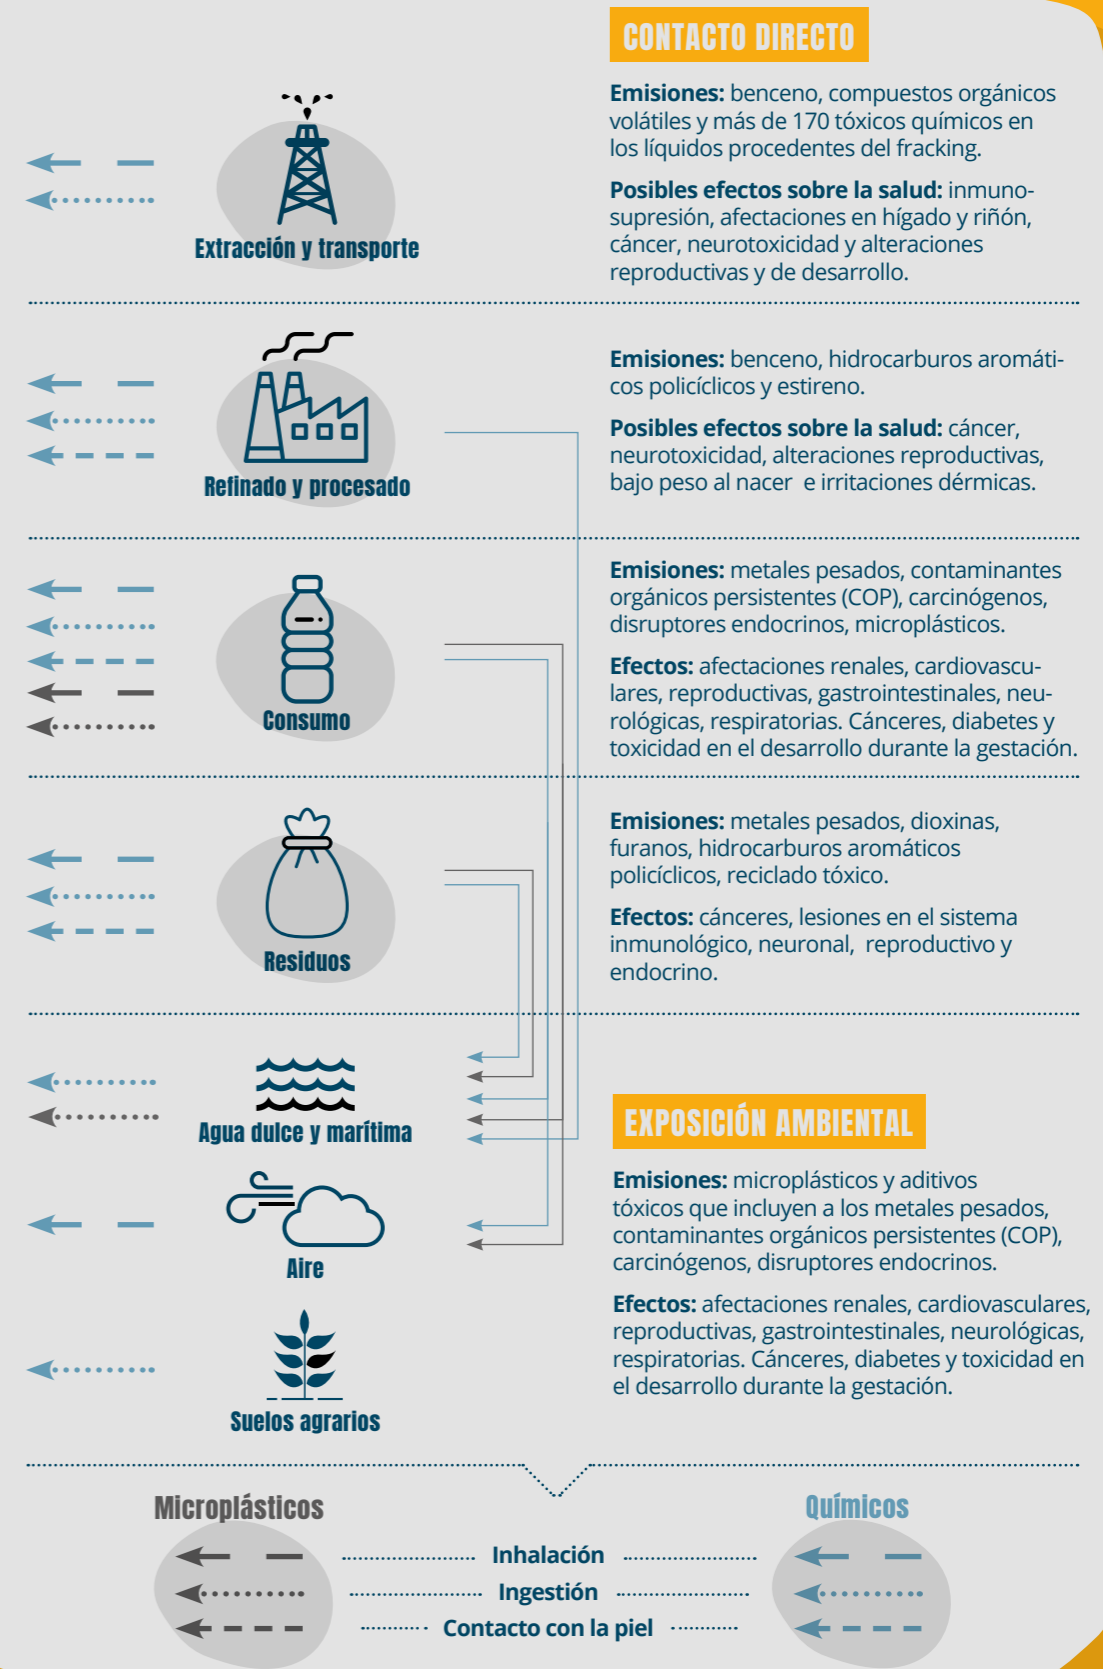 CONTACTO DIRECTO
Extracción y transporte
Emisiones: benceno, compuestos orgánicos
volátiles y más de 170 tóxicos químicos en
los líquidos procedentes del fracking.
Posibles efectos sobre la salud: inmuno-
supresión, afectaciones en hígado y riñón,
cáncer, neurotoxicidad y alteraciones
reproductivas y de desarrollo.
Refinado y procesado
Emisiones: benceno, hidrocarburos aromáti-
cos policíclicos y estireno.
Posibles efectos sobre la salud: cáncer,
neurotoxicidad, alteraciones reproductivas,
bajo peso al nacer e irritaciones dérmicas.
Consumo
Emisiones: metales pesados, contaminantes
orgánicos persistentes (COP), carcinógenos,
disruptores endocrinos, microplásticos.
Efectos: afectaciones renales, cardiovascu-
lares, reproductivas, gastrointestinales, neu-
rológicas, respiratorias. Cánceres, diabetes y
toxicidad en el desarrollo durante la gestación.
Residuos
Emisiones: metales pesados, dioxinas,
furanos, hidrocarburos aromáticos
policíclicos, reciclado tóxico.
Efectos: cánceres, lesiones en el sistema
inmunológico, neuronal, reproductivo y
endocrino.
Agua dulce y marítima
Aire
Suelos agrarios
EXPOSICIÓN AMBIENTAL
Emisiones: microplásticos y aditivos
tóxicos que incluyen a los metales pesados,
contaminantes orgánicos persistentes (COP),
carcinógenos, disruptores endocrinos.
Efectos: afectaciones renales, cardiovasculares,
reproductivas, gastrointestinales, neurológicas,
respiratorias. Cánceres, diabetes y toxicidad en
el desarrollo durante la gestación.
Microplásticos
Químicos
Inhalación
Ingestión
Contacto con la piel